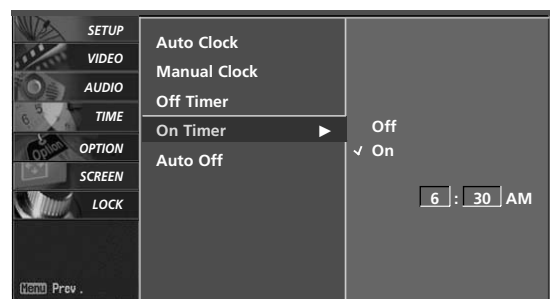 SETUP
VIDEO
AUDIO
TIME
OPTION
SCREEN
LOCK
Menu Prev.
Auto Clock
Manual Clock
Off Timer
On Timer ▶
Auto Off
Off
✓ On
6 : 30 AM